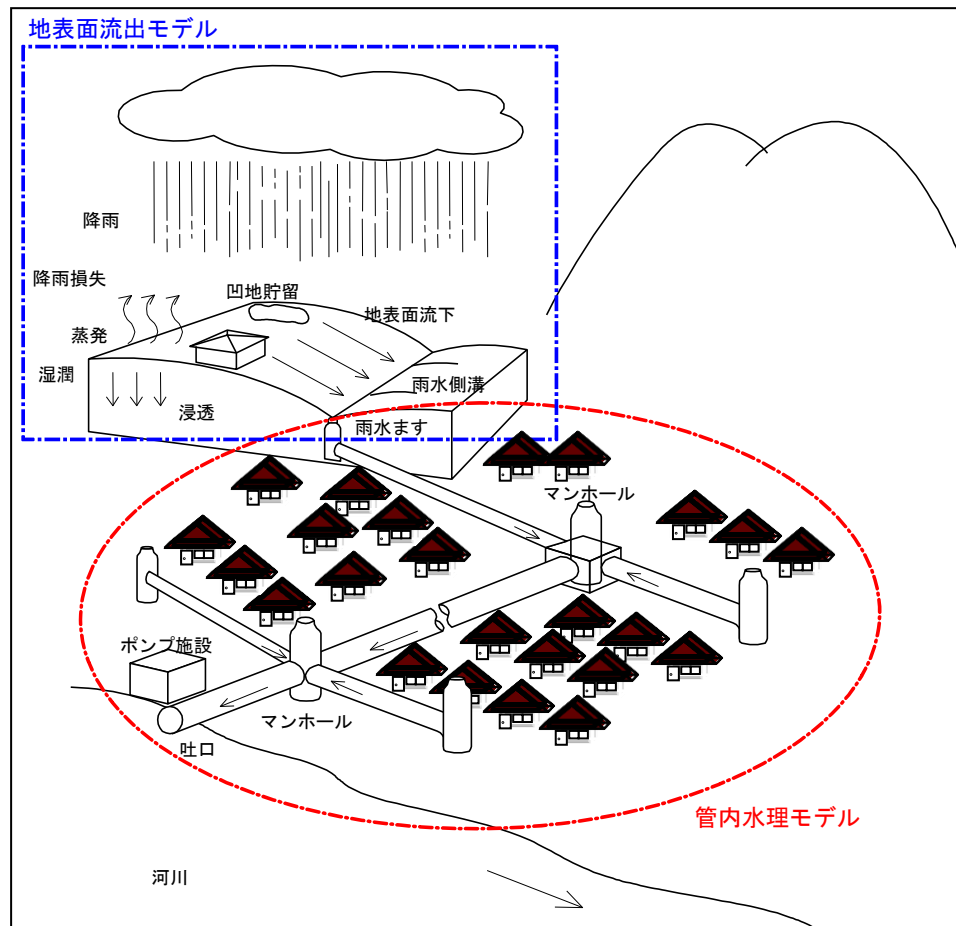 地表面流出モデル
降雨
降雨損失
凹地貯留
地表面流下
蒸発
湿潤
雨水側溝
浸透
雨水ます
マンホール
ポンプ施設
マンホール
吐口
管内水理モデル
河川